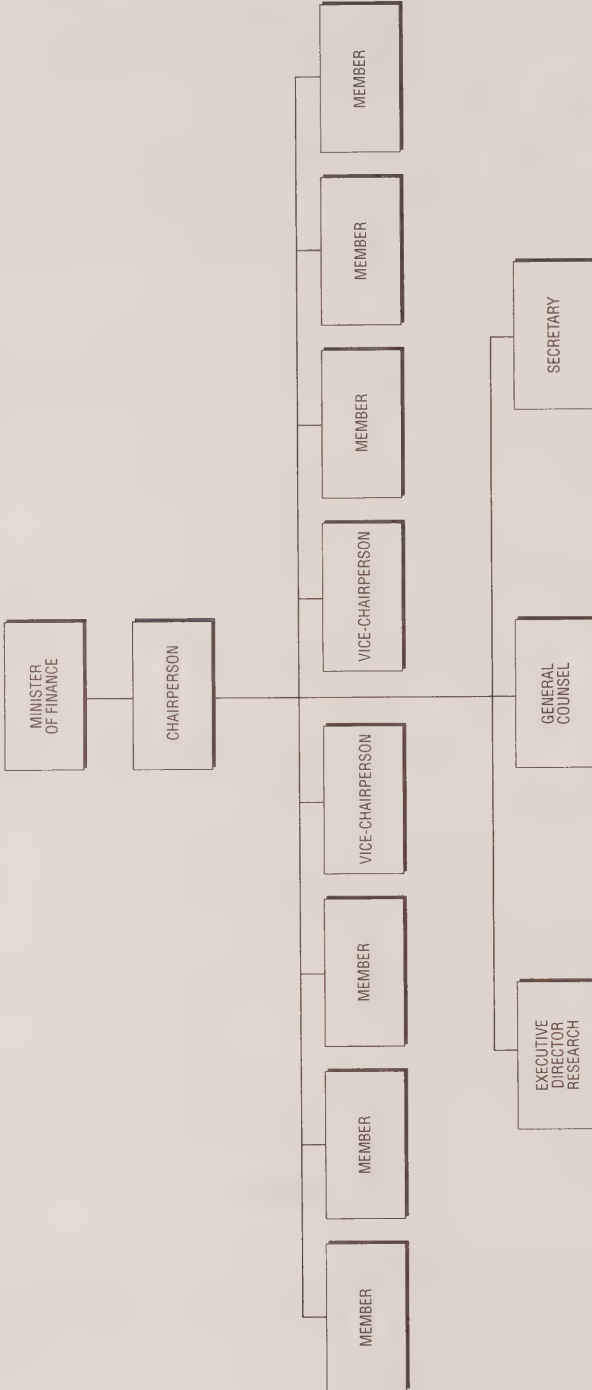 MINISTER
OF FINANCE
CHAIRPERSON
MEMBER
MEMBER
MEMBER
VICE-CHAIRPERSON
VICE-CHAIRPERSON
MEMBER
MEMBER
MEMBER
EXECUTIVE
DIRECTOR
RESEARCH
GENERAL
COUNSEL
SECRETARY